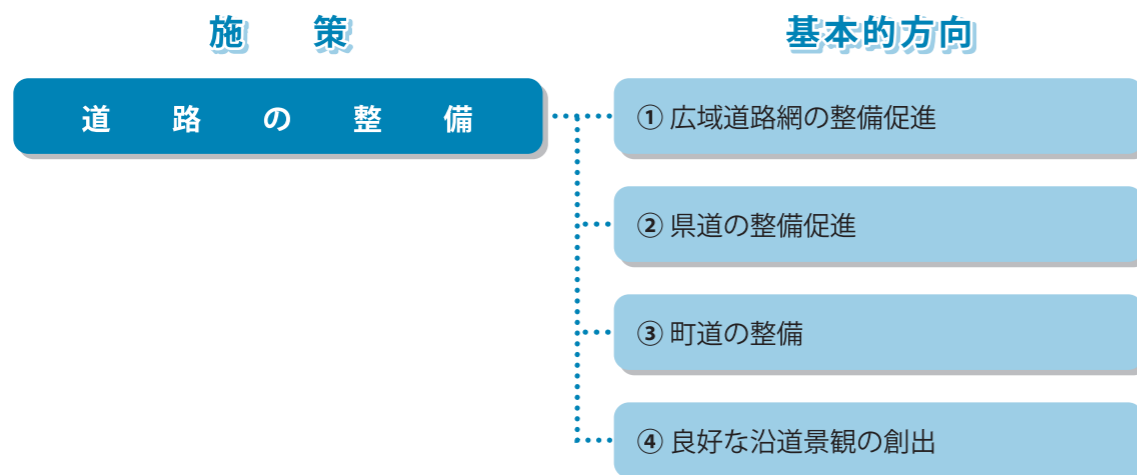 施 策
基本的方向
道 路 の 整 備
① 広域道路網の整備促進
② 県道の整備促進
③ 町道の整備
④ 良好な沿道景観の創出